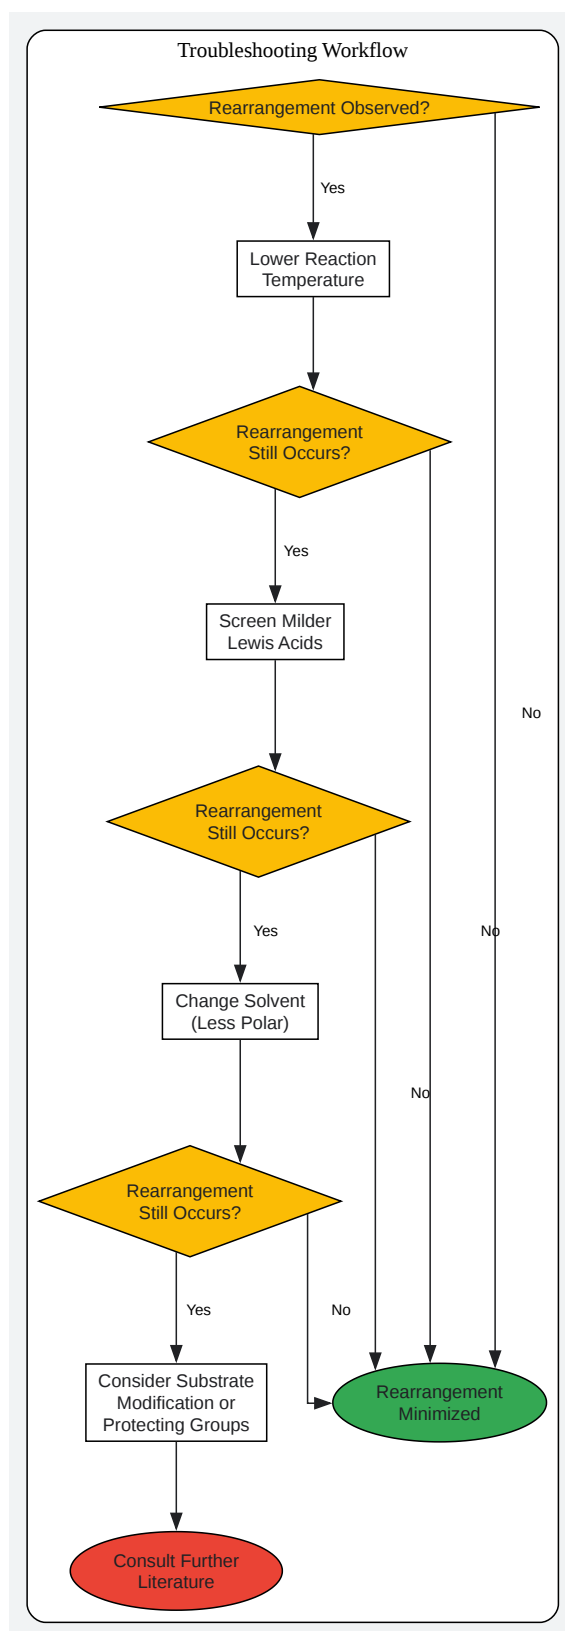 Troubleshooting Workflow
Rearrangement Observed?
Yes
Lower Reaction
Temperature
Rearrangement
Still Occurs?
Yes
Screen Milder
Lewis Acids
No
Rearrangement
Still Occurs?
Yes
No
Change Solvent
(Less Polar)
No
Rearrangement
Still Occurs?
Yes
No
Consider Substrate
Modification or
Protecting Groups
Rearrangement
Minimized
Consult Further
Literature